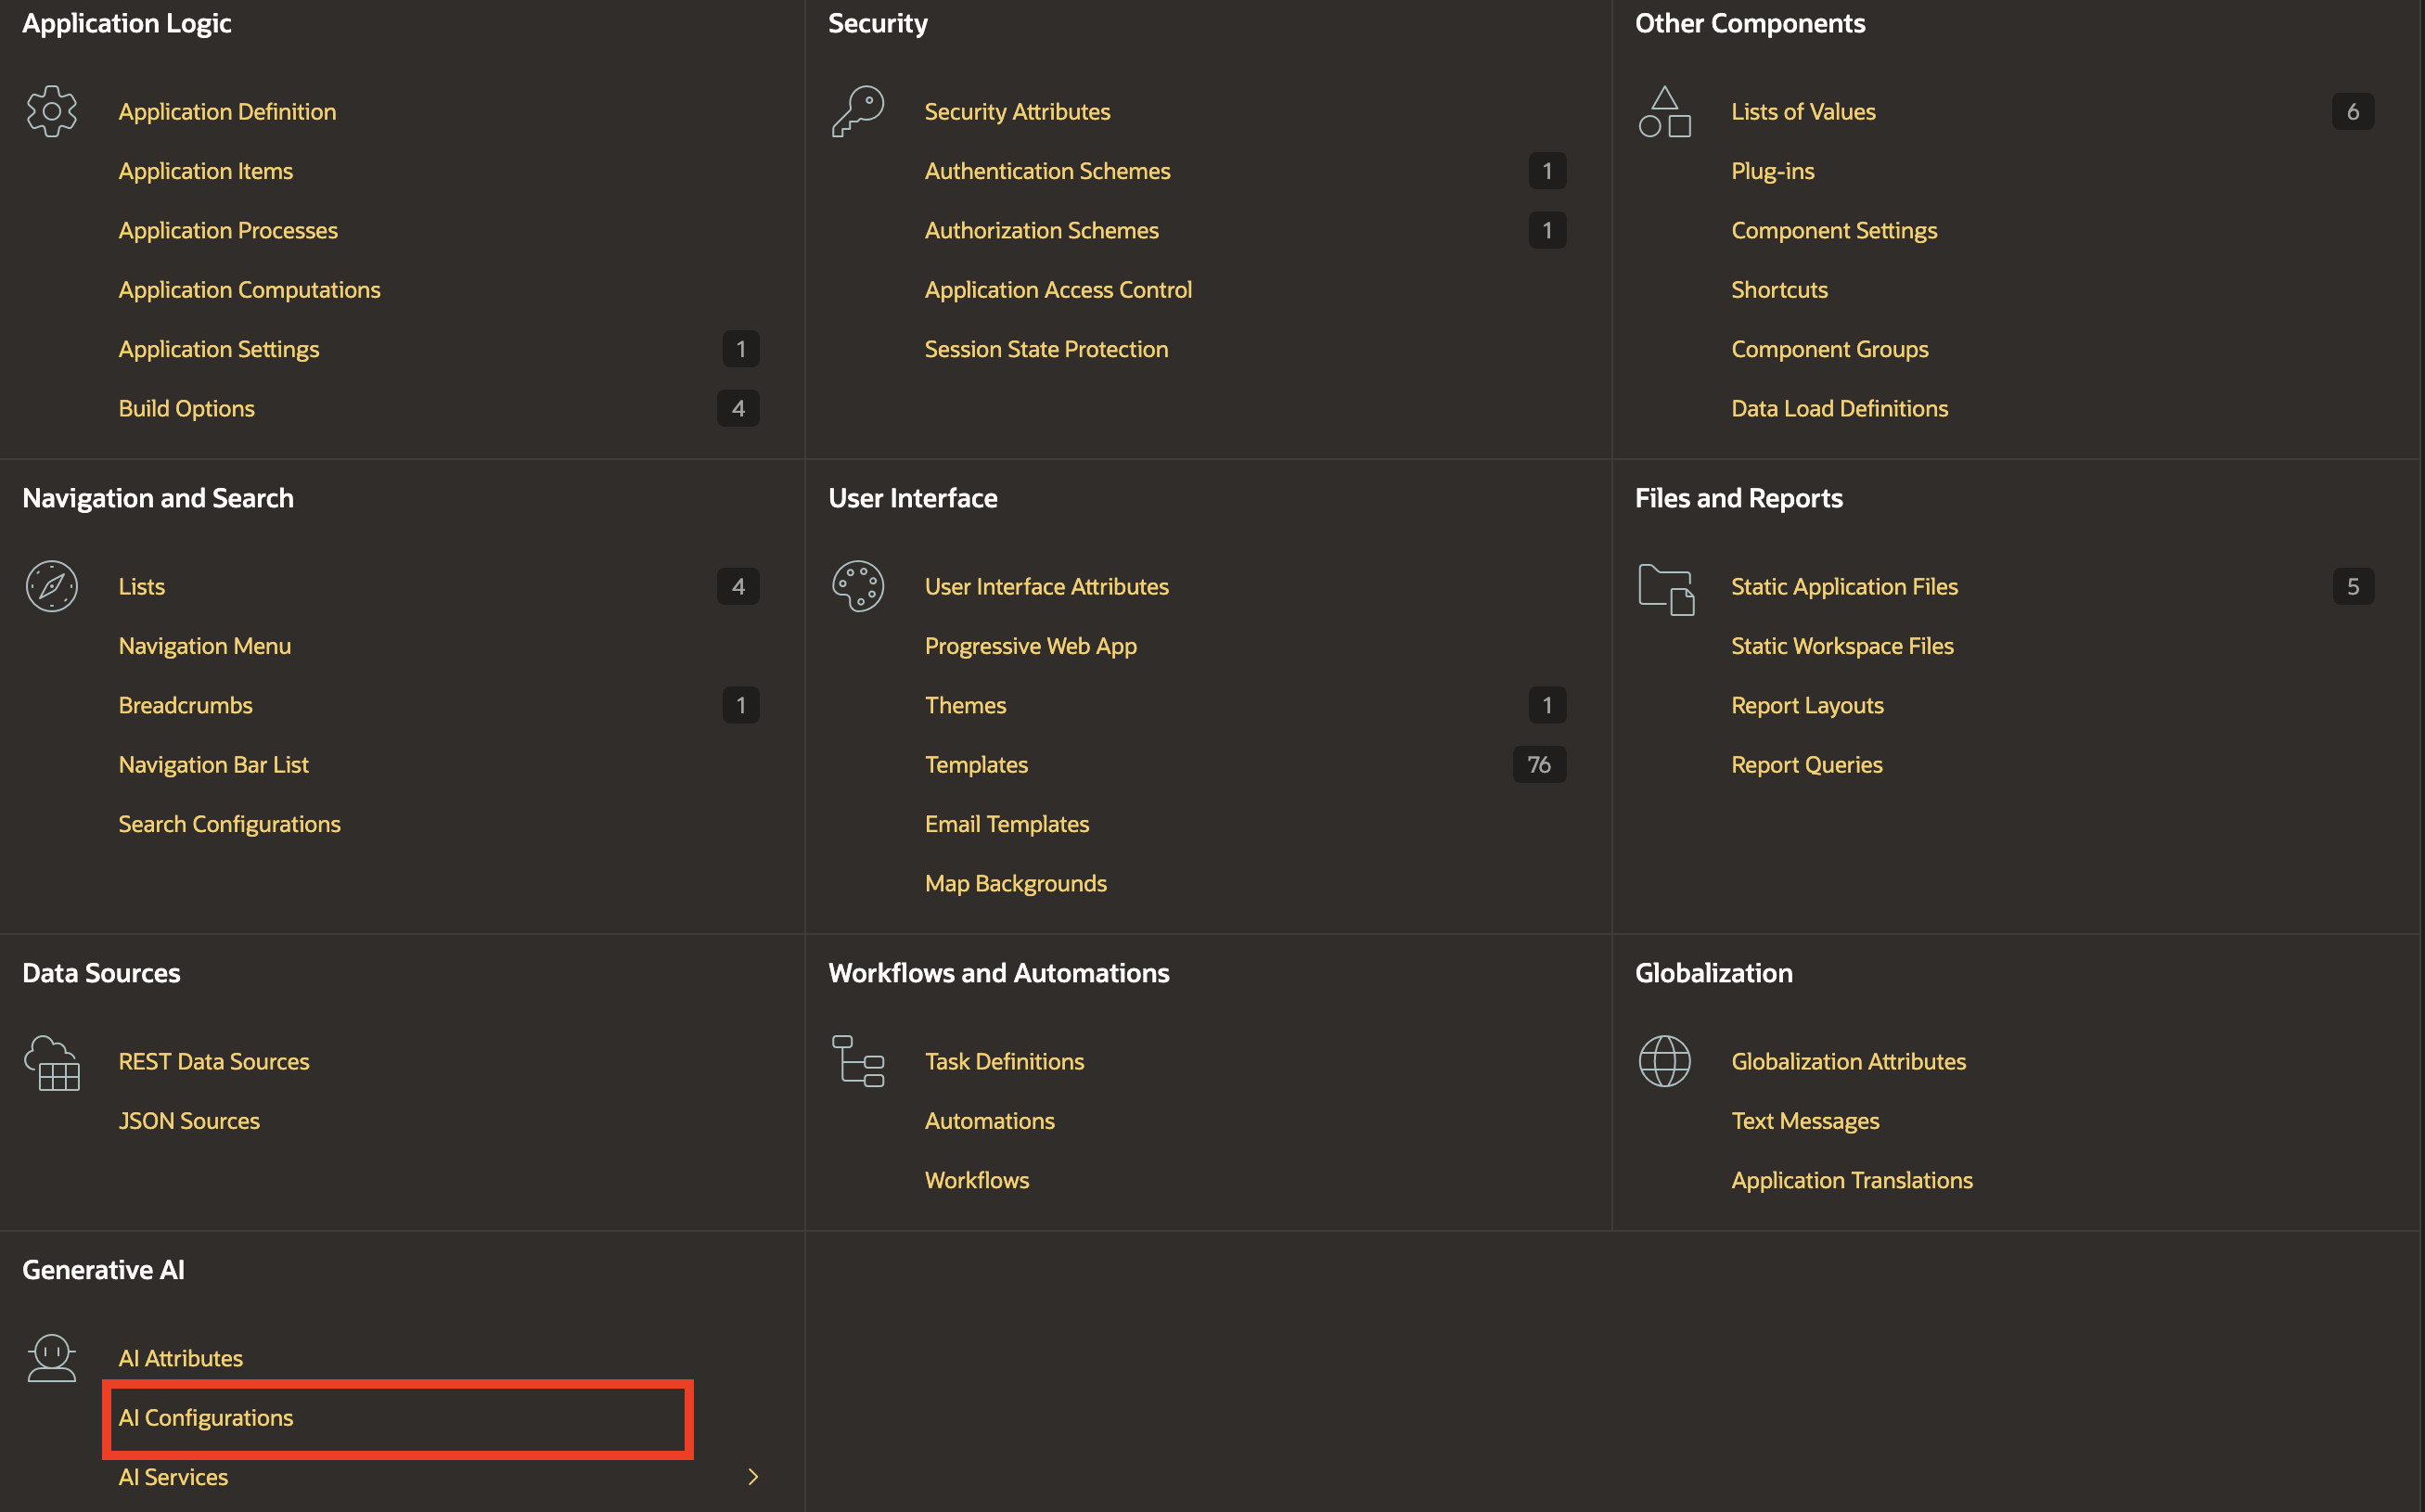 Application Logic
Application Definition
Application Items
Application Processes
Application Computations
Application Settings 1
Build Options 4
Security
Security Attributes
Authentication Schemes 1
Authorization Schemes 1
Application Access Control
Session State Protection
Other Components
Lists of Values 6
Plug-ins
Component Settings
Shortcuts
Component Groups
Data Load Definitions
Navigation and Search
Lists 4
Navigation Menu
Breadcrumbs 1
Navigation Bar List
Search Configurations
User Interface
User Interface Attributes
Progressive Web App
Themes 1
Templates 76
Email Templates
Map Backgrounds
Files and Reports
Static Application Files 5
Static Workspace Files
Report Layouts
Report Queries
Data Sources
REST Data Sources
JSON Sources
Workflows and Automations
Task Definitions
Automations
Workflows
Globalization
Globalization Attributes
Text Messages
Application Translations
Generative AI
AI Attributes
AI Configurations
AI Services